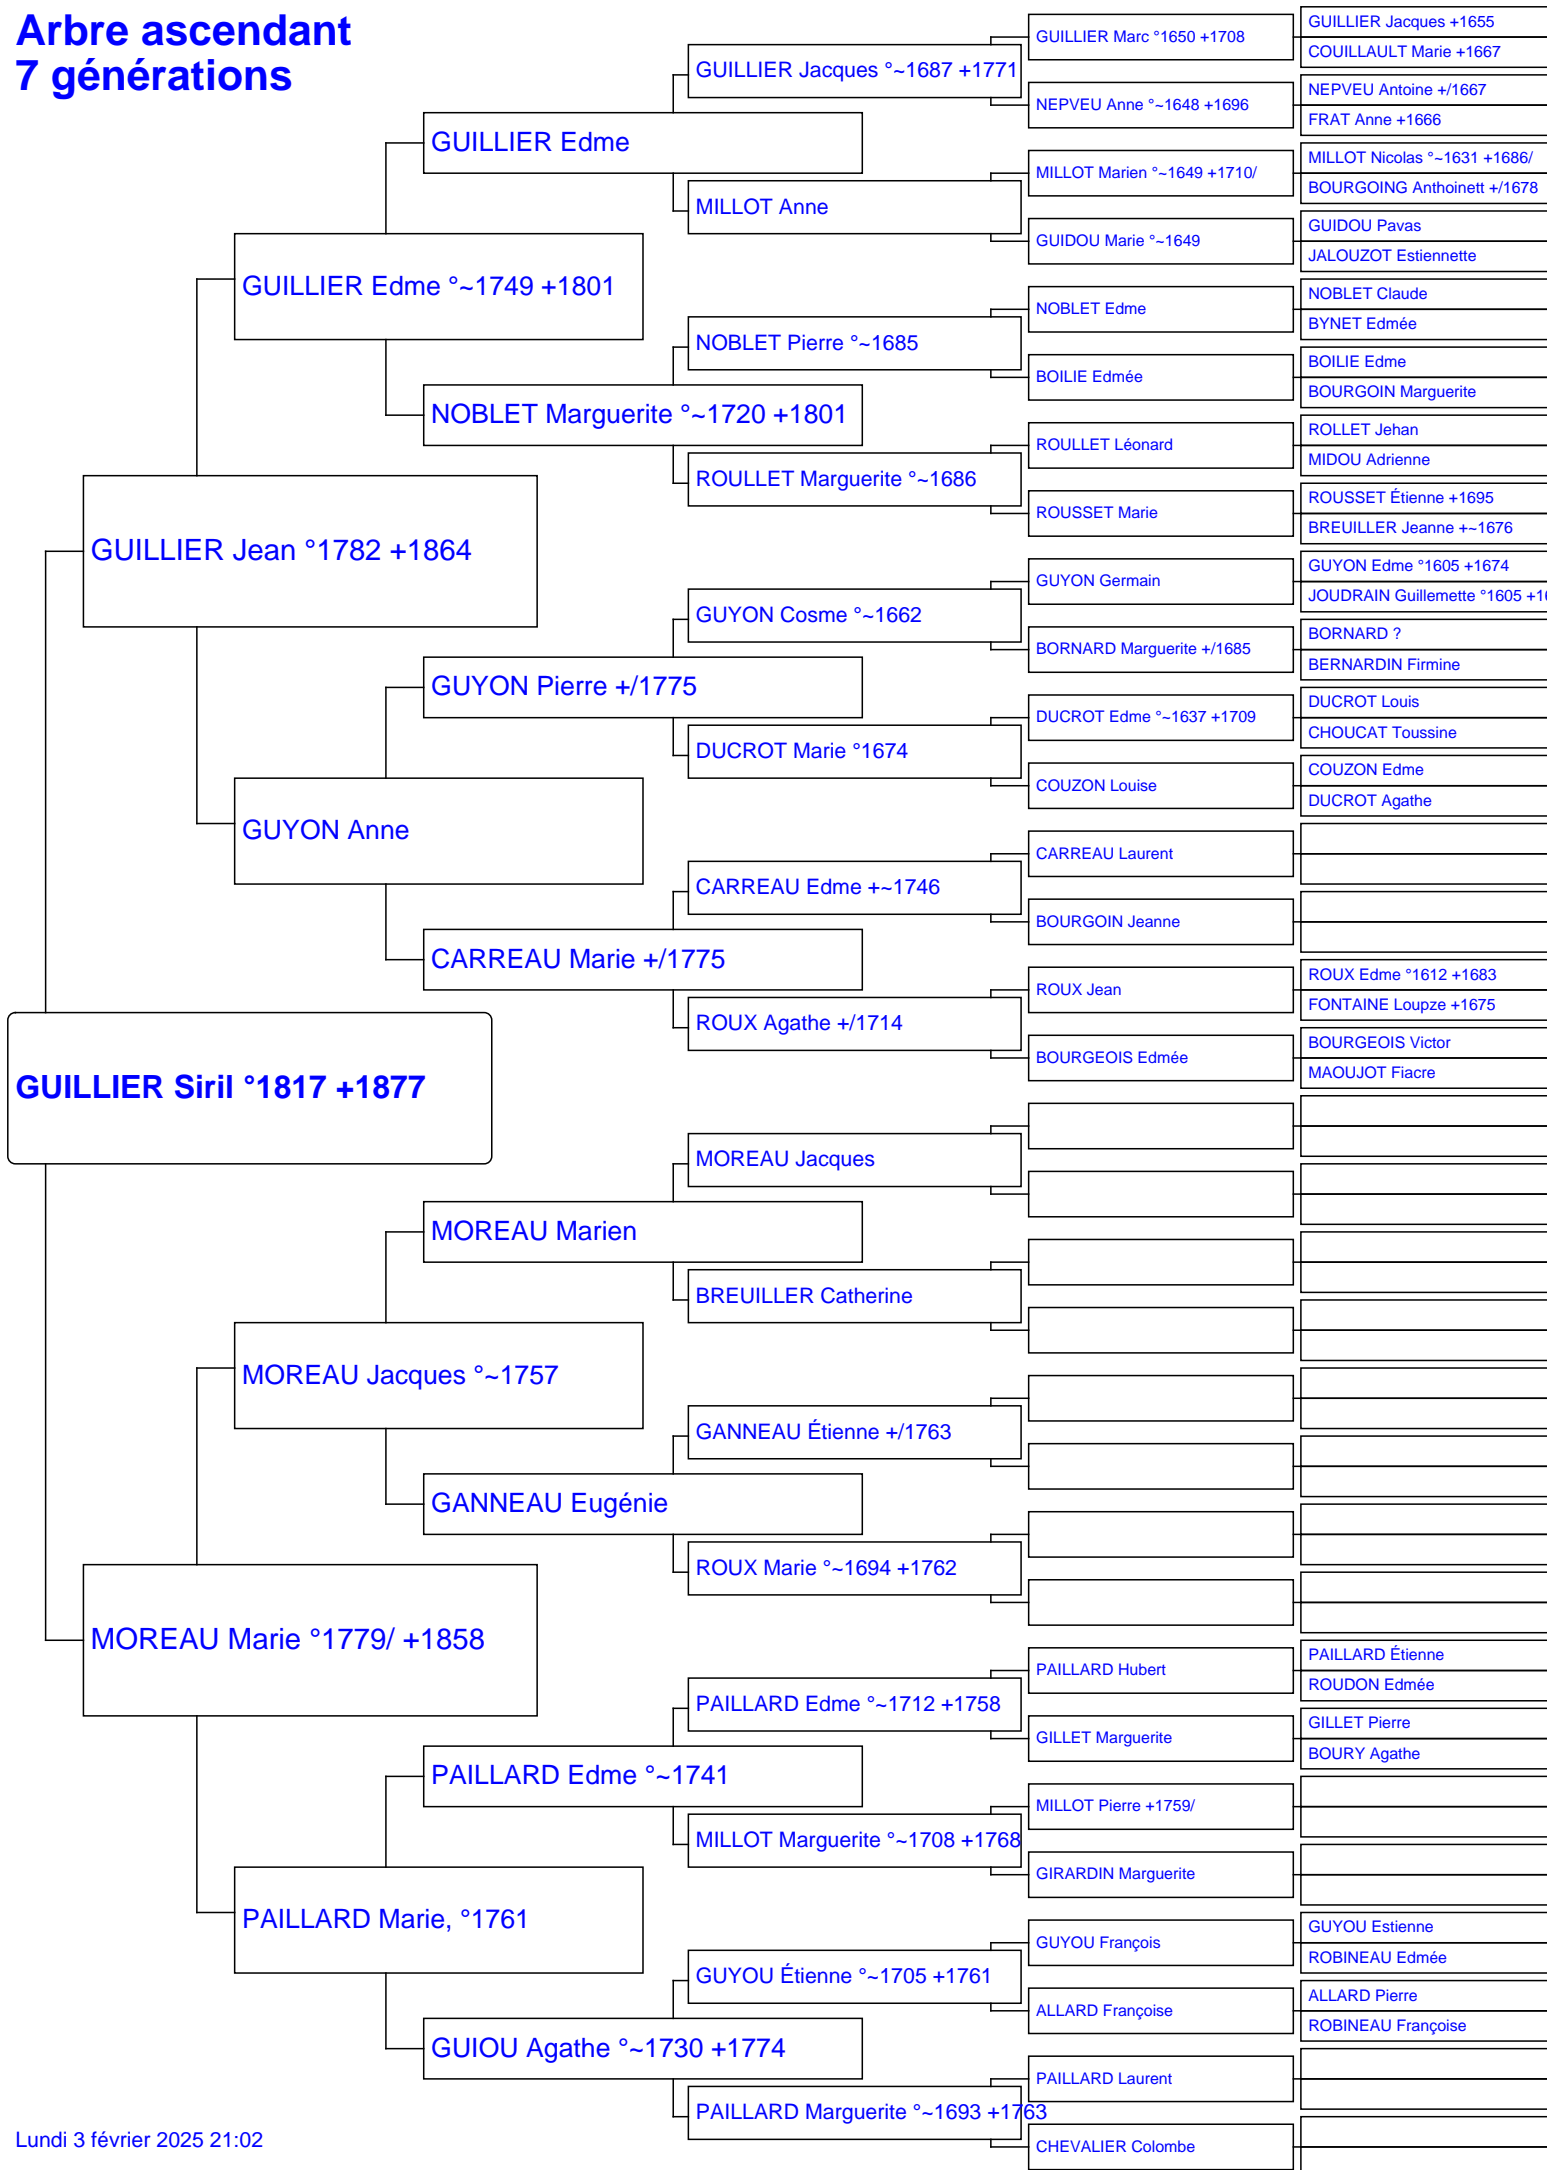 Arbre ascendant
7 générations
GUILLIER Siril °1817 +1877
GUILLIER Jean °1782 +1864
MOREAU Marie °1779/ +1858
GUILLIER Edme °~1749 +1801
GUYON Anne
MOREAU Jacques °~1757
PAILLARD Marie, °1761
GUILLIER Edme
NOBLET Marguerite °~1720 +1801
GUYON Pierre +/1775
CARREAU Marie +/1775
MOREAU Marien
GANNEAU Eugénie
PAILLARD Edme °~1741
GUIOU Agathe °~1730 +1774
GUILLIER Jacques °~1687 +1771
MILLOT Anne
NOBLET Pierre °~1685
ROULLET Marguerite °~1686
GUYON Cosme °~1662
DUCROT Marie °1674
CARREAU Edme +~1746
ROUX Agathe +/1714
MOREAU Jacques
BREUILLER Catherine
GANNEAU Étienne +/1763
ROUX Marie °~1694 +1762
PAILLARD Edme °~1712 +1758
MILLOT Marguerite °~1708 +1768
GUYOU Étienne °~1705 +1761
PAILLARD Marguerite °~1693 +1763
GUILLIER Marc °1650 +1708
NEPVEU Anne °~1648 +1696
MILLOT Marien °~1649 +1710/
GUIDOU Marie °~1649
NOBLET Edme
BOILIE Edmée
ROULLET Léonard
ROUSSET Marie
GUYON Germain
BORNARD Marguerite +/1685
DUCROT Edme °~1637 +1709
COUZON Louise
CARREAU Laurent
BOURGOIN Jeanne
ROUX Jean
BOURGEOIS Edmée
PAILLARD Hubert
GILLET Marguerite
MILLOT Pierre +1759/
GIRARDIN Marguerite
GUYOU François
ALLARD Françoise
PAILLARD Laurent
CHEVALIER Colombe
GUILLIER Jacques +1655
COUILLAULT Marie +1667
NEPVEU Antoine +/1667
FRAT Anne +1666
MILLOT Nicolas °~1631 +1686/
BOURGOING Anthoinett +/1678
GUIDOU Pavas
JALOUZOT Estiennette
NOBLET Claude
BYNET Edmée
BOILIE Edme
BOURGOIN Marguerite
ROLLET Jehan
MIDOU Adrienne
ROUSSET Étienne +1695
BREUILLER Jeanne +~1676
GUYON Edme °1605 +1674
JOUDRAIN Guillemette °1605
BORNARD ?
BERNARDIN Firmine
DUCROT Louis
CHOUCAT Toussine
COUZON Edme
DUCROT Agathe
ROUX Edme °1612 +1683
FONTAINE Loupze +1675
BOURGEOIS Victor
MAOUJOT Fiacre
PAILLARD Étienne
ROUDON Edmée
GILLET Pierre
BOURY Agathe
GUYOU Estienne
ROBINEAU Edmée
ALLARD Pierre
ROBINEAU Françoise
Lundi 3 février 2025 21:02